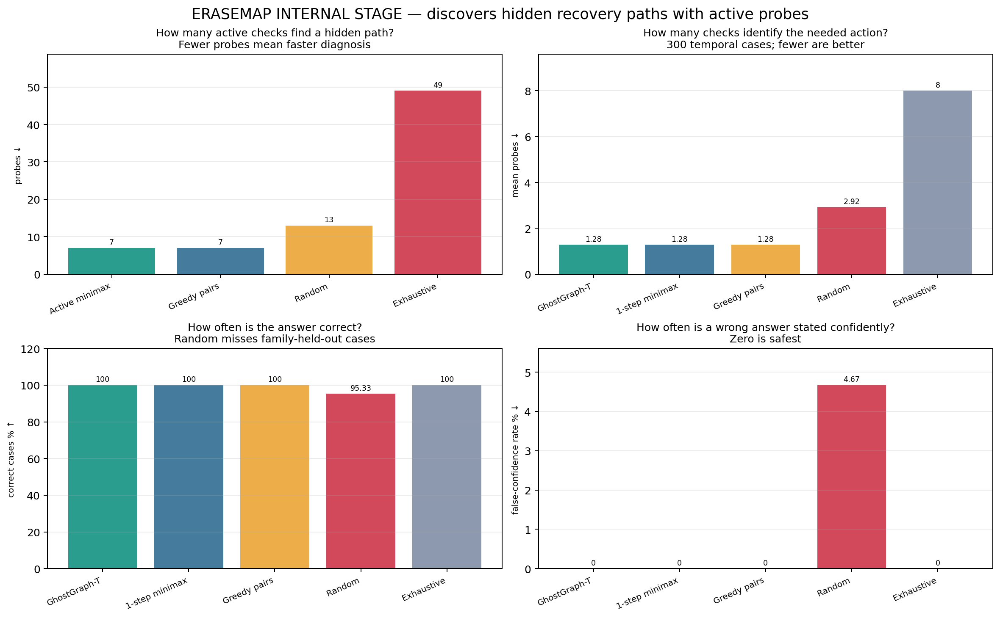 ERASEMAP INTERNAL STAGE — discovers hidden recovery paths with active probes
How many active checks find a hidden path?
Fewer probes mean faster diagnosis
probes ↓
50
40
30
20
10
0
7
7
13
49
Active minimax
Greedy pairs
Random
Exhaustive
How many checks identify the needed action?
300 temporal cases; fewer are better
mean probes ↓
8
6
4
2
0
1.28
1.28
1.28
2.92
8
GhostGraph-T
1-step minimax
Greedy pairs
Random
Exhaustive
How often is the answer correct?
Random misses family-held-out cases
correct cases % ↑
120
100
80
60
40
20
0
100
100
100
95.33
100
GhostGraph-T
1-step minimax
Greedy pairs
Random
Exhaustive
How often is a wrong answer stated confidently?
Zero is safest
false-confidence rate % ↓
5
4
3
2
1
0
0
0
0
4.67
0
GhostGraph-T
1-step minimax
Greedy pairs
Random
Exhaustive